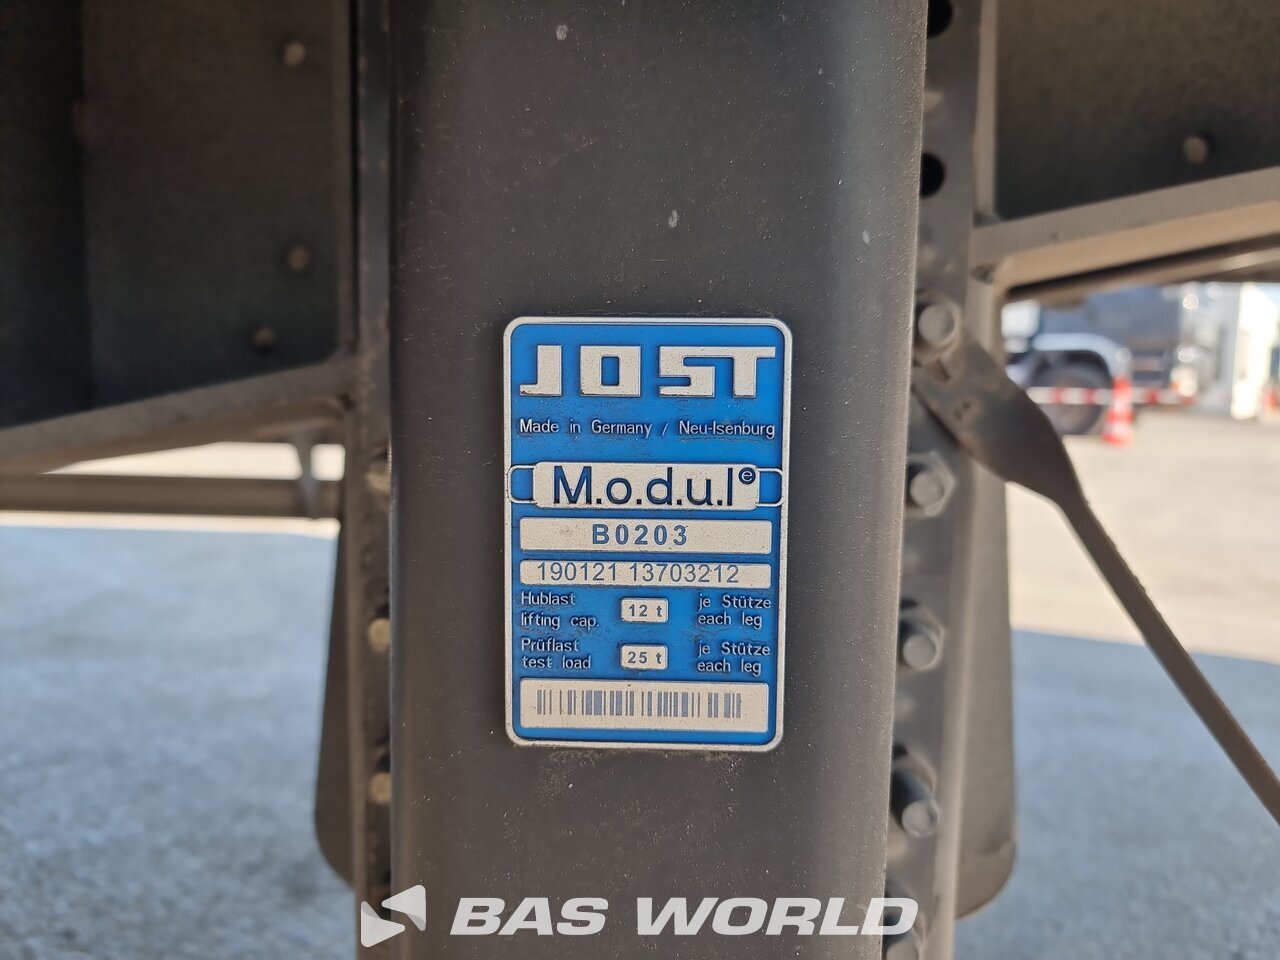 JOST
Made in Germany / Neu-Isenburg
M.o.d.u.l e
B0203
190121 13703212
Hublast 12 t je Stütze
lifting cap. each leg
Prüflast 25 t je Stütze
test load each leg
BAS WORLD